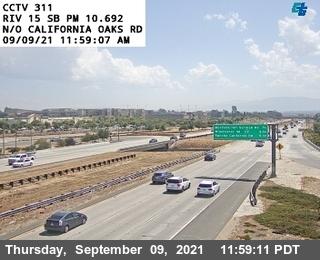 CCTV 311
RIV 15 SB PM 10.692
N/O CALIFORNIA OAKS RD
09/09/21 11:59:07 AM
Thursday, September 09, 2021 11:59:11 PDT